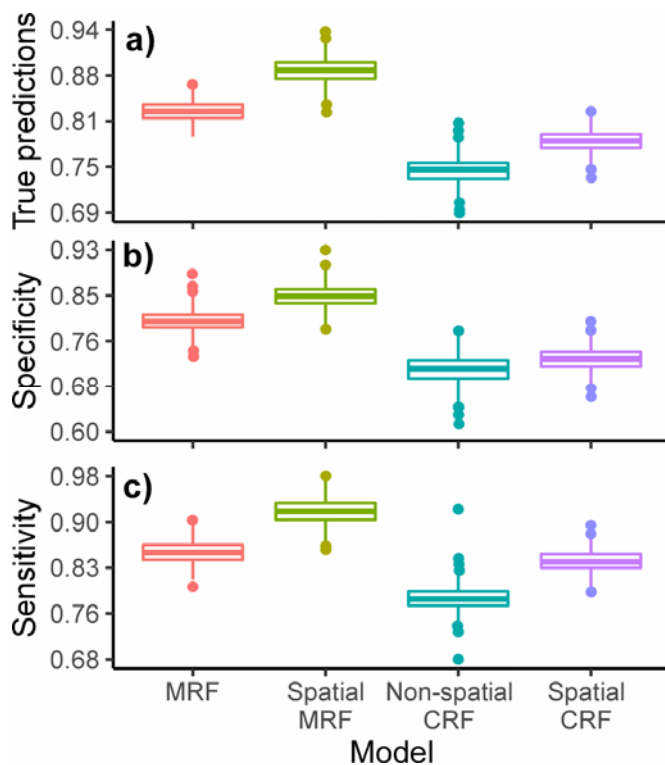 a)
True predictions
0.94
0.88
0.81
0.75
0.69
b)
Specificity
0.93
0.85
0.76
0.68
0.60
c)
Sensitivity
0.98
0.90
0.83
0.76
0.68
MRF
Spatial
MRF
Non-spatial
CRF
Spatial
CRF
Model